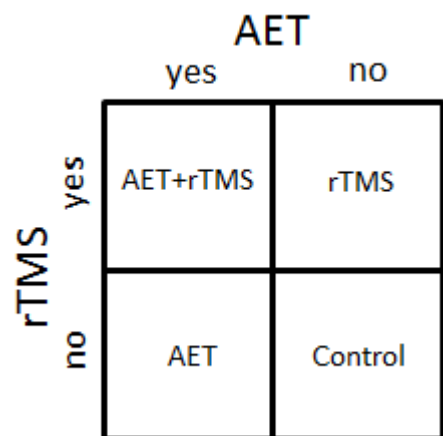 AET
yes no
rTMS
yes
AET+rTMS rTMS
no
AET Control